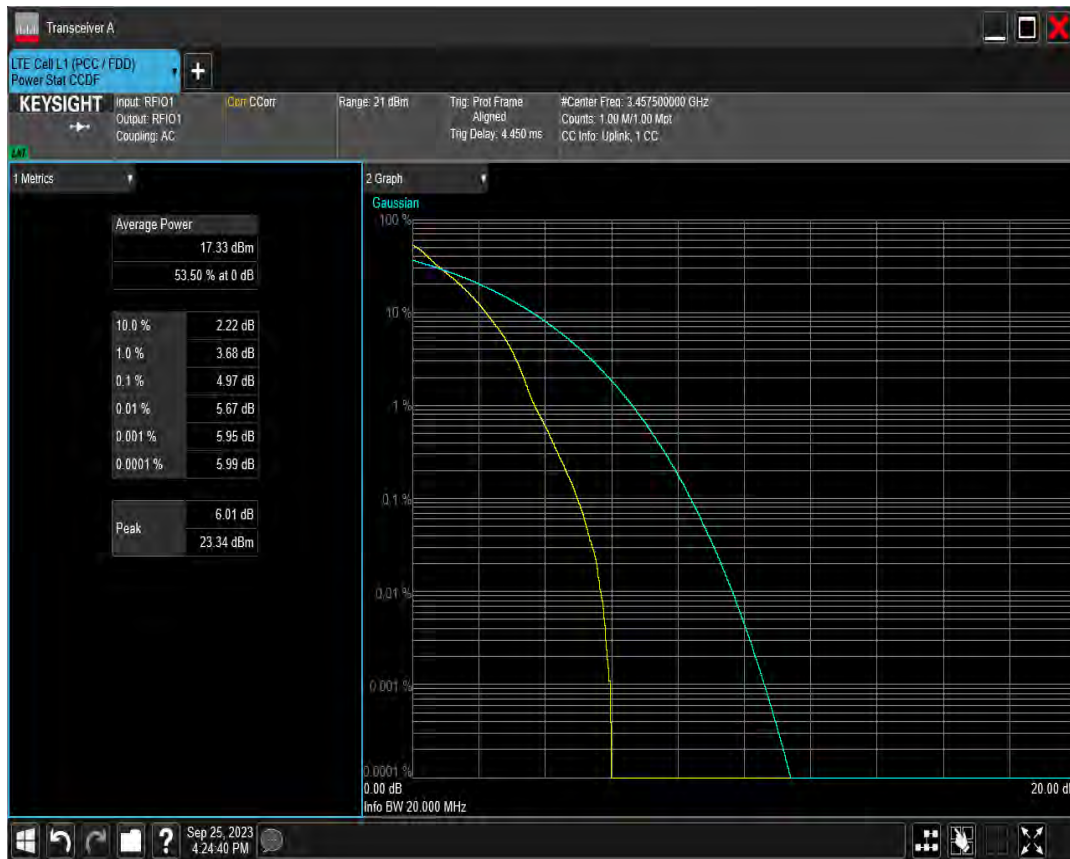 Transceiver A
LTE Cell L1 (PCC / FDD)
Power Stat CCDF
+
KEYSIGHT
Input: RFIO1
Output: RFIO1
Coupling: AC
Corr CCorr
Range: 21 dBm
Trig: Prot Frame
Aligned
Trig Delay: 4.450 ms
#Center Freq: 3.457500000 GHz
Counts: 1.00 M/1.00 Mpt
CC Info: Uplink, 1 CC
1 Metrics
Average Power
17.33 dBm
53.50 % at 0 dB
10.0 % 2.22 dB
1.0 % 3.68 dB
0.1 % 4.97 dB
0.01 % 5.67 dB
0.001 % 5.95 dB
0.0001 % 5.99 dB
Peak
6.01 dB
23.34 dBm
2 Graph
Gaussian
100 %
10 %
1 %
0.1 %
0.01 %
0.001 %
0.0001 %
0.00 dB
20.00 d
Info BW 20.000 MHz
?
Sep 25, 2023
4:24:40 PM